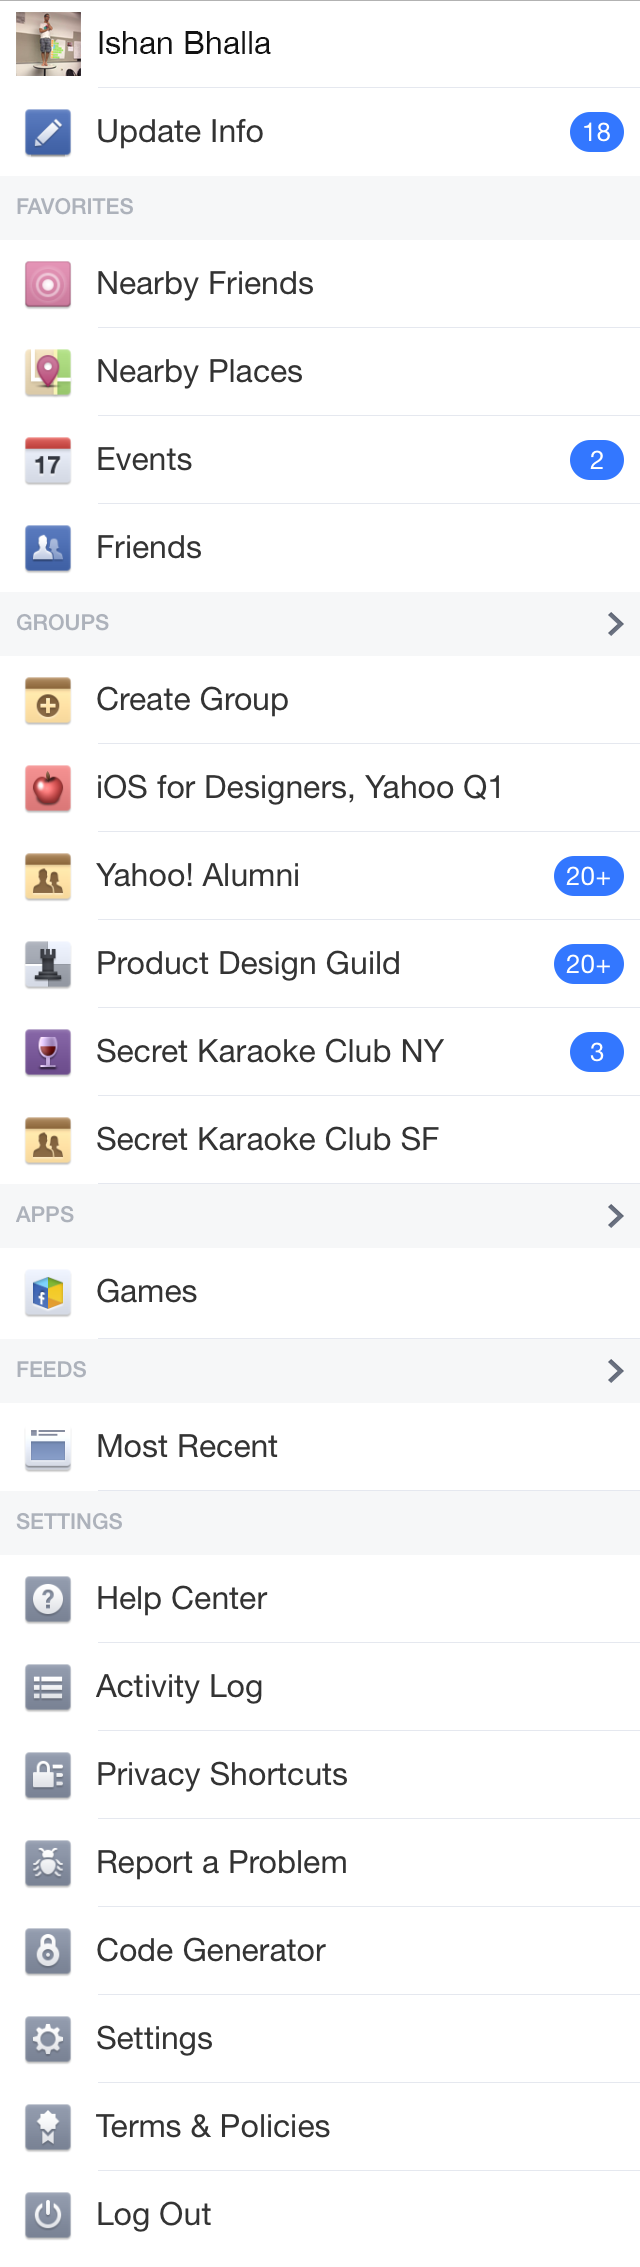 Ishan Bhalla
Update Info 18
FAVORITES
Nearby Friends
Nearby Places
17 Events 2
Friends
GROUPS
Create Group
iOS for Designers, Yahoo Q1
Yahoo! Alumni 20+
Product Design Guild 20+
Secret Karaoke Club NY 3
Secret Karaoke Club SF
APPS
f Games
FEEDS
Most Recent
SETTINGS
? Help Center
Activity Log
Privacy Shortcuts
Report a Problem
Code Generator
Settings
Terms & Policies
Log Out